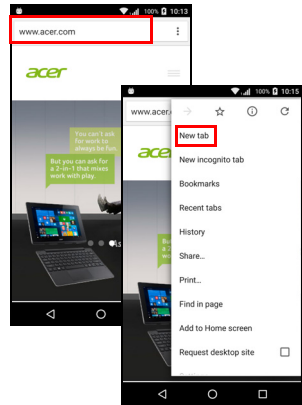 100% 10:13
www.acer.com
acer
You can't ask
for work to
always be fun.
But you can ask for
a 2-in-1 that mixes
work with play.
100% 10:15
www.acer.
New tab
New incognito tab
Bookmarks
Recent tabs
History
Share...
Print...
Find in page
Add to Home screen
Request desktop site